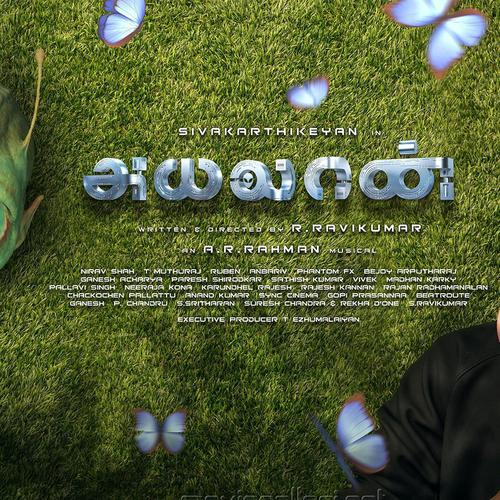 SIVAKARTHIKEYAN / IN
அயலான்
WRITTEN & DIRECTED BY R.RAVIKUMAR
AN A.R.RAHMAN MUSICAL
NIRAV SHAH T MUTHURAJ RUBEN ANBARIV PHANTOM FX BEJOY ARPUTHARAJ
GANESH ACHARYA PARESH SHIRODKAR SATHISH KUMAR VIVEK MADHAN KARKY
PALLAVI SINGH NEERAJA KONA KARUNDHEL RAJESH RAJESH KANNAN RAJAN RADHAMANALAN
CHACKOCHEN PALLATTU ANAND KUMAR SYNC CINEMA GOPI PRASANNAA BEATROUTE
GANESH P. CHANDRU S.SRITHARAN SURESH CHANDRA & REKHA D'ONE S.RAVIKUMAR
EXECUTIVE PRODUCER T EZHUMALAIYAN